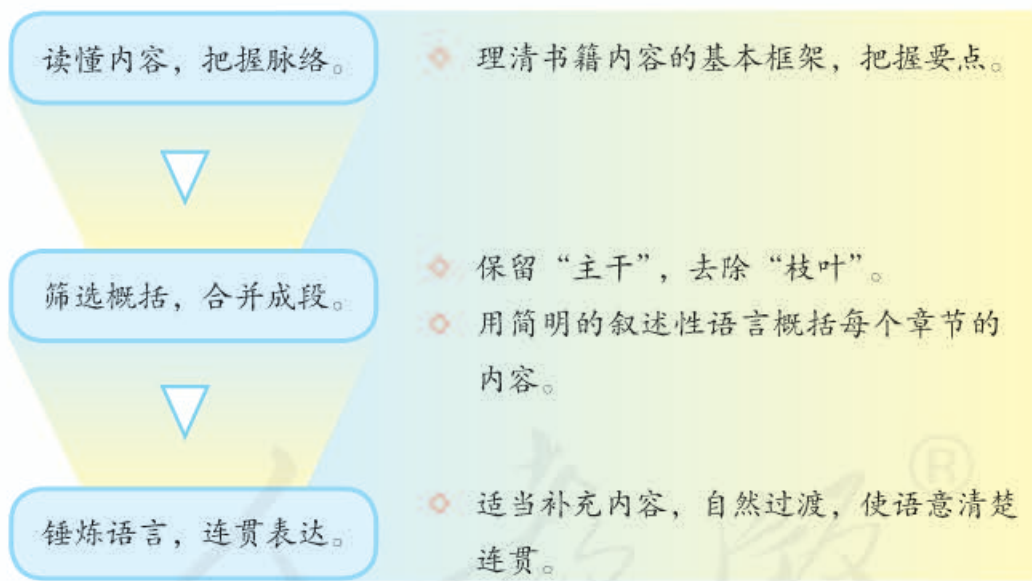 读懂内容，把握脉络。
理清书籍内容的基本框架，把握要点。
筛选概括，合并成段。
保留“主干”，去除“枝叶”。
用简明的叙述性语言概括每个章节的
内容。
锤炼语言，连贯表达。
适当补充内容，自然过渡，使语意清楚
连贯。
人教版
®